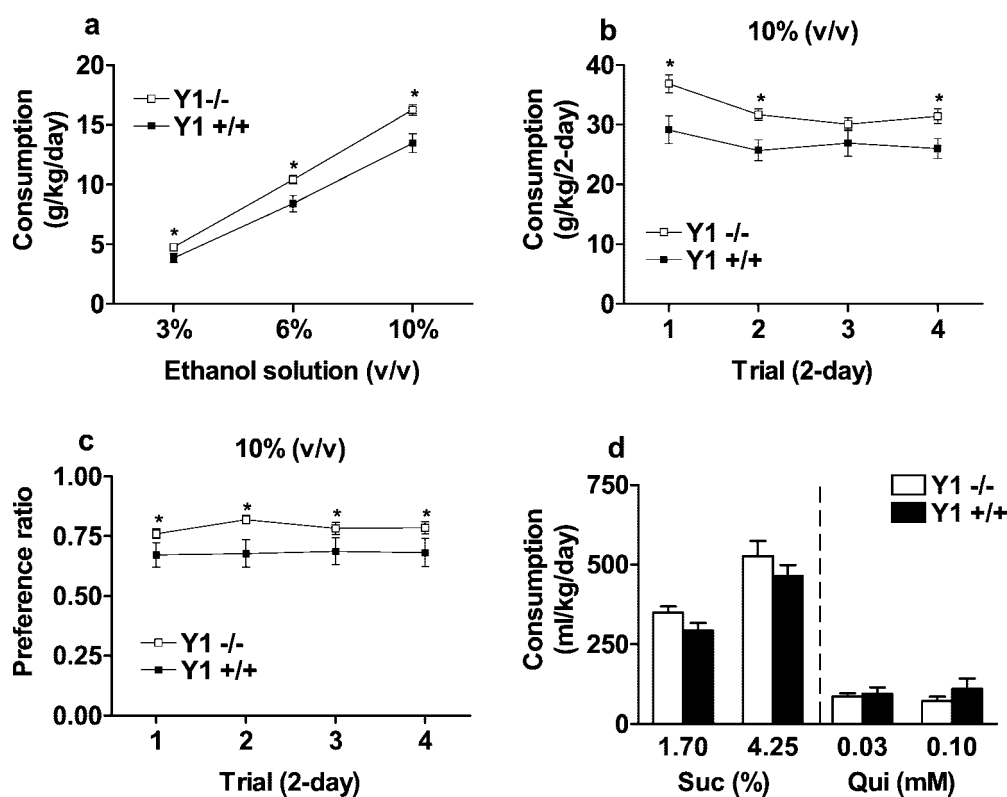 a
20
15
10
5
0
Consumption
(g/kg/day)
Y1-/-
Y1 +/+
*
*
*
3% 6% 10%
Ethanol solution (v/v)
b
10% (v/v)
40
30
20
10
0
Consumption
(g/kg/2-day)
* * *
Y1 -/-
Y1 +/+
1 2 3 4
Trial (2-day)
c
10% (v/v)
1.00
0.75
0.50
0.25
0.00
Preference ratio
* * * *
Y1 -/-
Y1 +/+
1 2 3 4
Trial (2-day)
d
750
500
250
0
Consumption
(ml/kg/day)
Y1 -/-
Y1 +/+
1.70 4.25 0.03 0.10
Suc (%) Qui (mM)